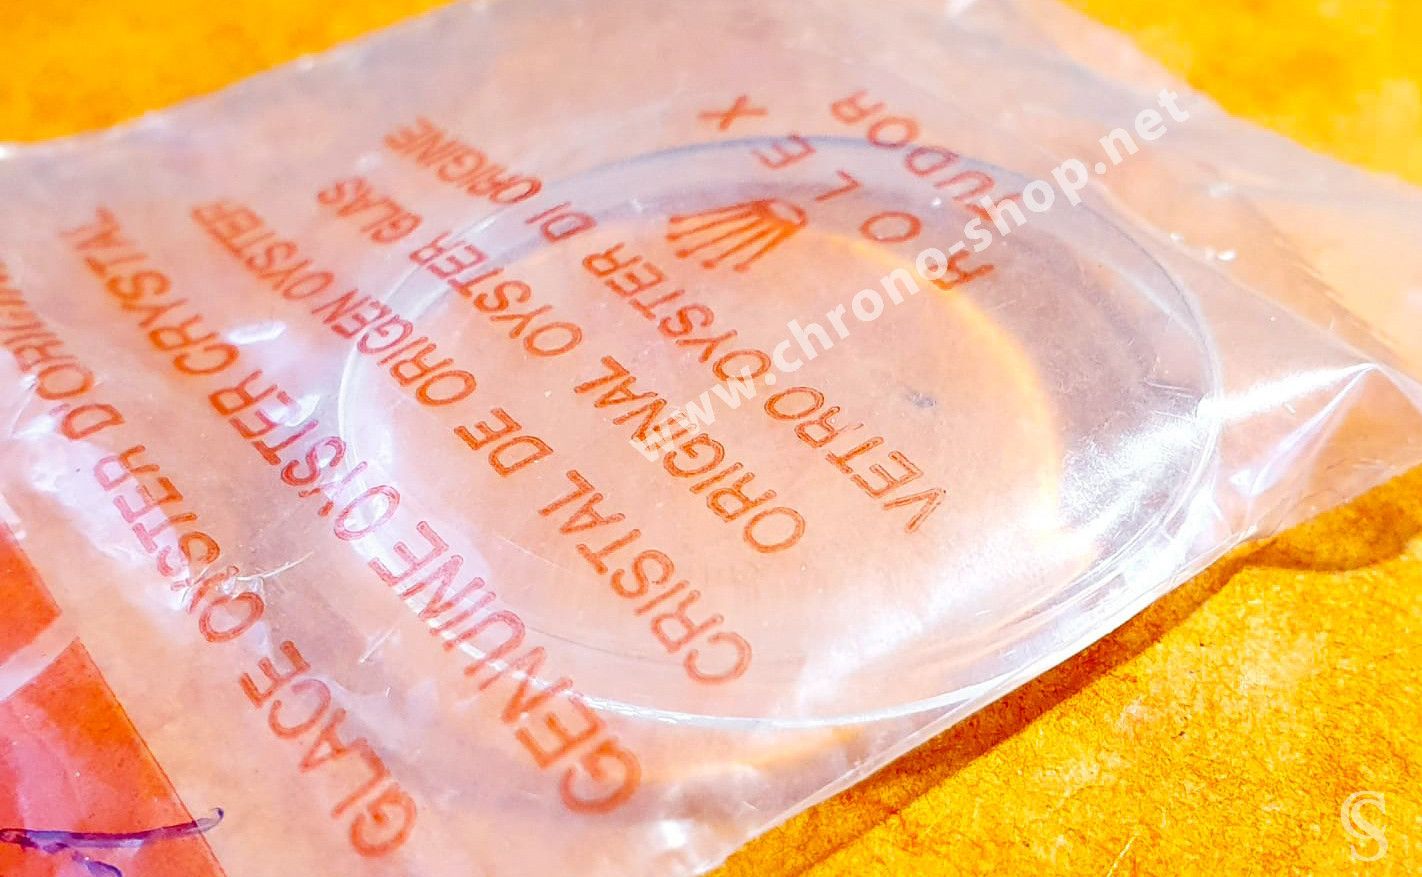 ROLEX
TUDOR
GLACE OYSTER D'ORIGINE
GENUINE OYSTER CRYSTAL
CRISTAL DE ORIGEN OYSTER
ORIGINAL OYSTER GLAS
VETRO OYSTER DI ORIGINE
www.chrono-shop.net